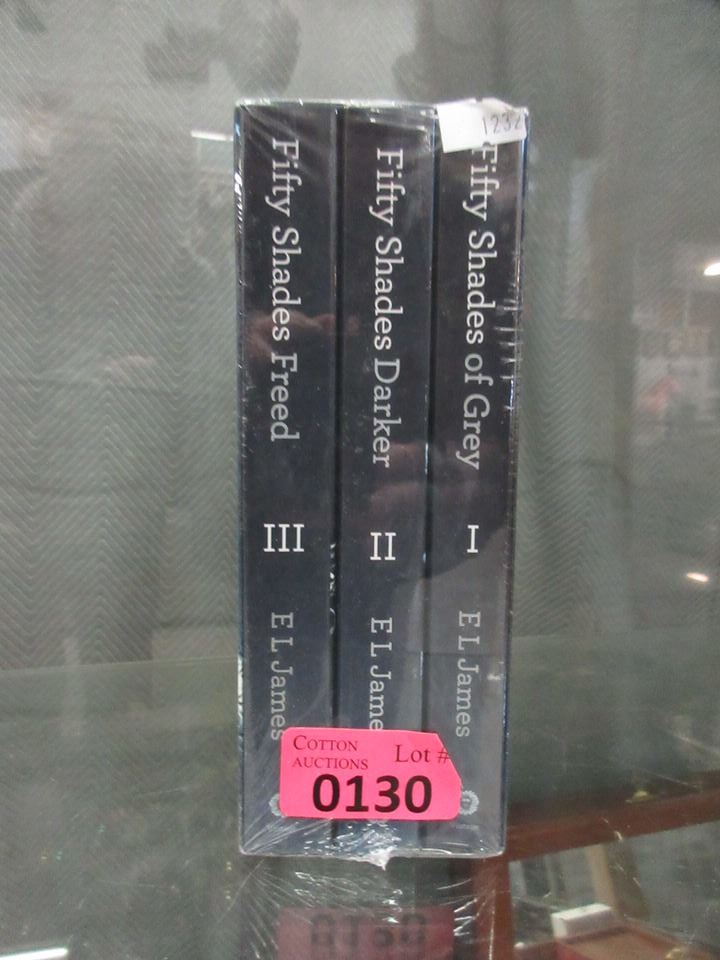 1232
Fifty Shades Freed
III
E L James
Fifty Shades Darker
II
E L Jame
Fifty Shades of Grey
I
E L James
COTTON AUCTIONS
Lot #
0130